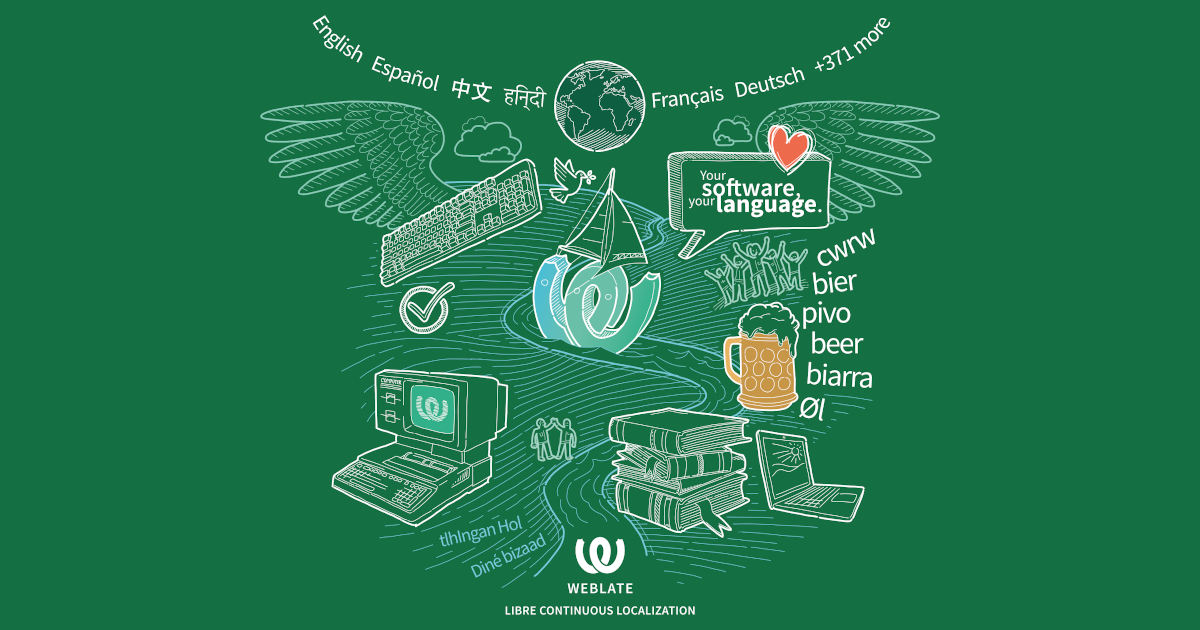 English Español 中文 हिन्दी Français Deutsch +371 more
Your
software,
your language.
cwrw
bier
pivo
beer
biarra
Øl
COMPUTER
tlhIngan Hol
Diné bizaad
WEBLATE
LIBRE CONTINUOUS LOCALIZATION